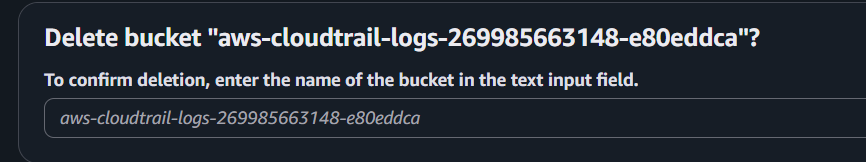 Delete bucket "aws-cloudtrail-logs-269985663148-e80eddca"?
To confirm deletion, enter the name of the bucket in the text input field.
aws-cloudtrail-logs-269985663148-e80eddca